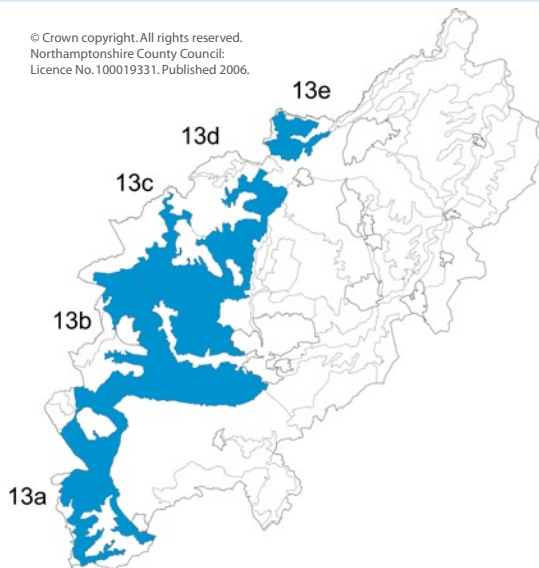 © Crown copyright. All rights reserved.
Northamptonshire County Council:
Licence No. 100019331. Published 2006.
13e
13d
13c
13b
13a